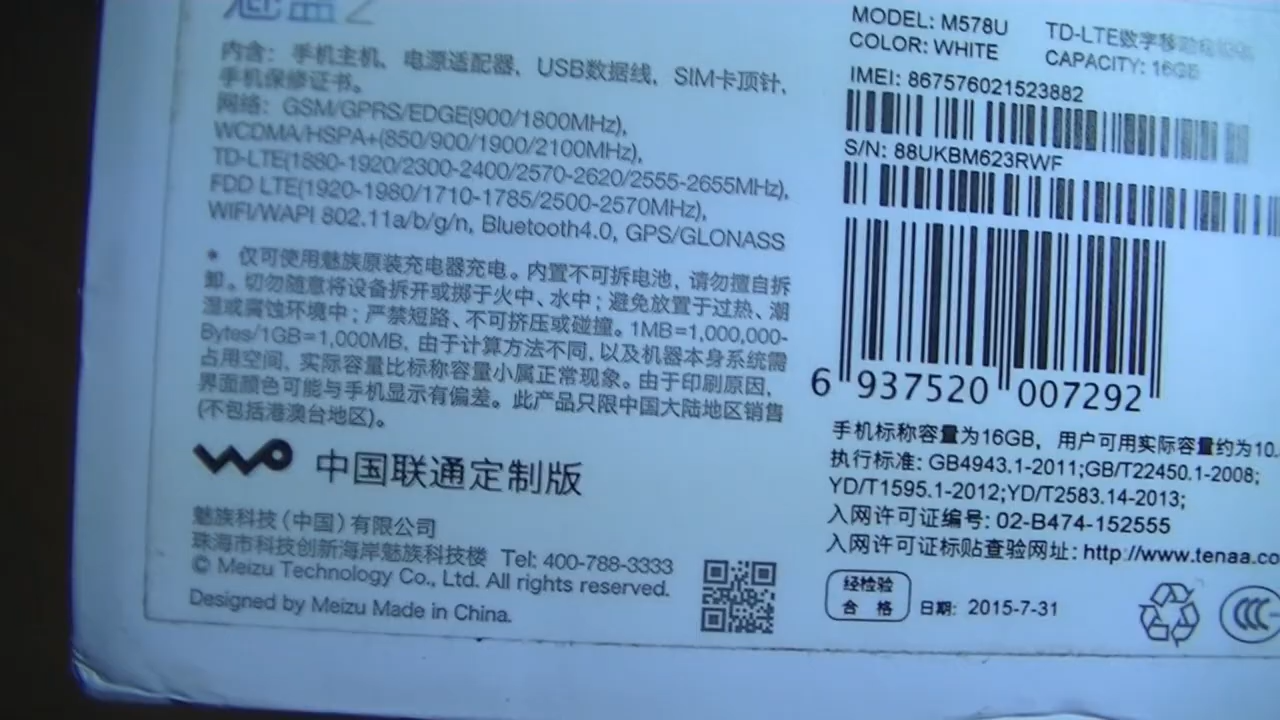 魅蓝2
内含：手机主机、电源适配器、USB数据线、SIM卡顶针、
手机保修证书。
网络：GSM/GPRS/EDGE(900/1800MHz),
WCDMA/HSPA+(850/900/1900/2100MHz),
TD-LTE(1880-1920/2300-2400/2570-2620/2555-2655MHz),
FDD LTE(1920-1980/1710-1785/2500-2570MHz),
WIFI/WAPI 802.11a/b/g/n, Bluetooth4.0, GPS/GLONASS
* 仅可使用魅族原装充电器充电。内置不可拆电池，请勿擅自拆
卸。切勿随意将设备拆开或掷于火中、水中；避免放置于过热、潮
湿或腐蚀环境中；严禁短路、不可挤压或碰撞。1MB=1,000,000-
Bytes/1GB=1,000MB，由于计算方法不同，以及机器本身系统需
占用空间，实际容量比标称容量小属正常现象。由于印刷原因，
界面颜色可能与手机显示有偏差。此产品只限中国大陆地区销售
(不包括港澳台地区)。
中国联通定制版
魅族科技（中国）有限公司
珠海市科技创新海岸魅族科技楼 Tel: 400-788-3333
© Meizu Technology Co., Ltd. All rights reserved.
Designed by Meizu Made in China.
MODEL: M578U TD-LTE数字移动
COLOR: WHITE CAPACITY: 16GB
IMEI: 867576021523882
S/N: 88UKBM623RWF
6 937520 007292
手机标称容量为16GB，用户可用实际容量约为10.
执行标准: GB4943.1-2011;GB/T22450.1-2008;
YD/T1595.1-2012;YD/T2583.14-2013;
入网许可证编号: 02-B474-152555
入网许可证标贴查验网址: http://www.tenaa.co
经检验
合 格
日期: 2015-7-31